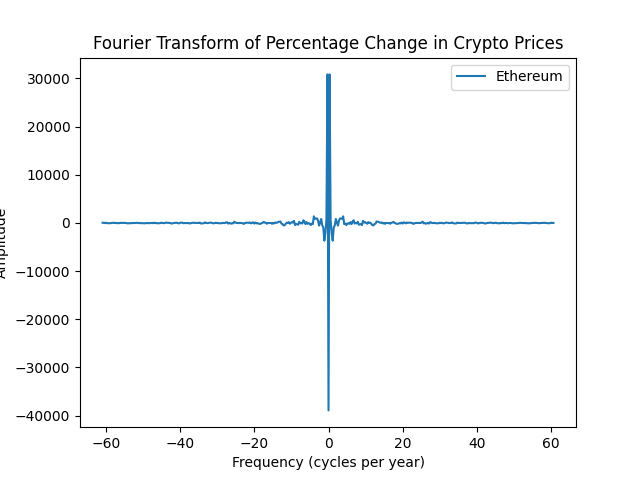 Fourier Transform of Percentage Change in Crypto Prices
Ethereum
30000
20000
10000
0
−10000
−20000
−30000
−40000
Amplitude
−60 −40 −20 0 20 40 60
Frequency (cycles per year)